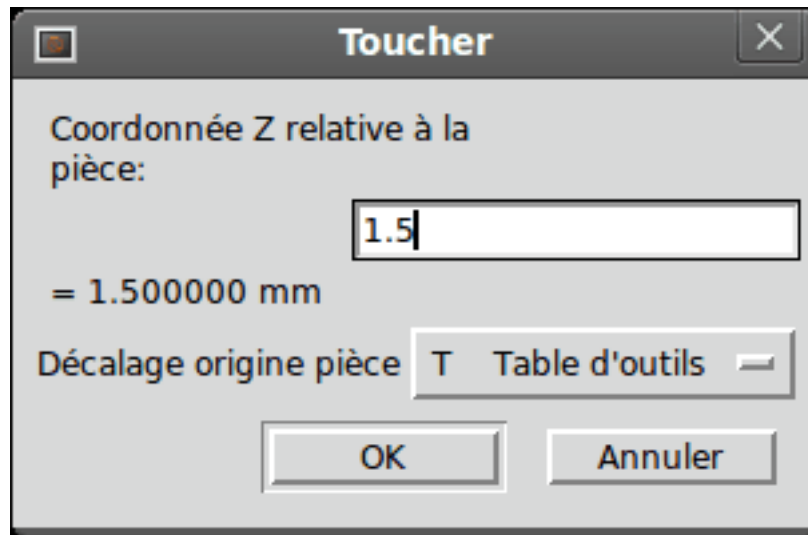 Toucher
Coordonnée Z relative à la
pièce:
1.5
= 1.500000 mm
Décalage origine pièce T Table d'outils
OK Annuler